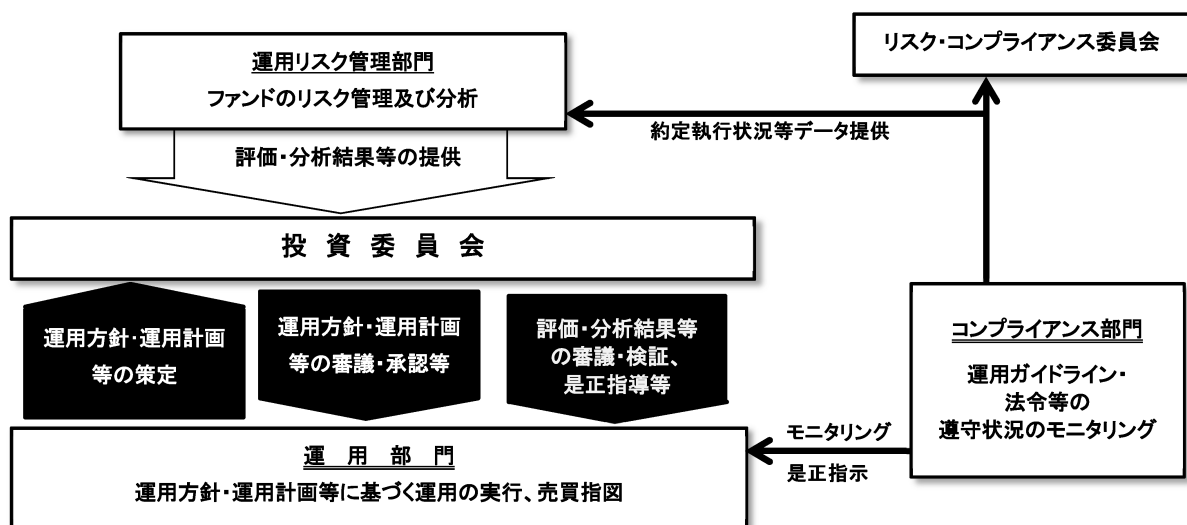 運用リスク管理部門
ファンドのリスク管理及び分析
リスク・コンプライアンス委員会
約定執行状況等データ提供
評価・分析結果等の提供
投資委員会
運用方針・運用計画
等の策定
運用方針・運用計画
等の審議・承認等
評価・分析結果等
の審議・検証、
是正指導等
コンプライアンス部門
運用ガイドライン・
法令等の
遵守状況のモニタリング
モニタリング
是正指示
運用部門
運用方針・運用計画等に基づく運用の実行、売買指図